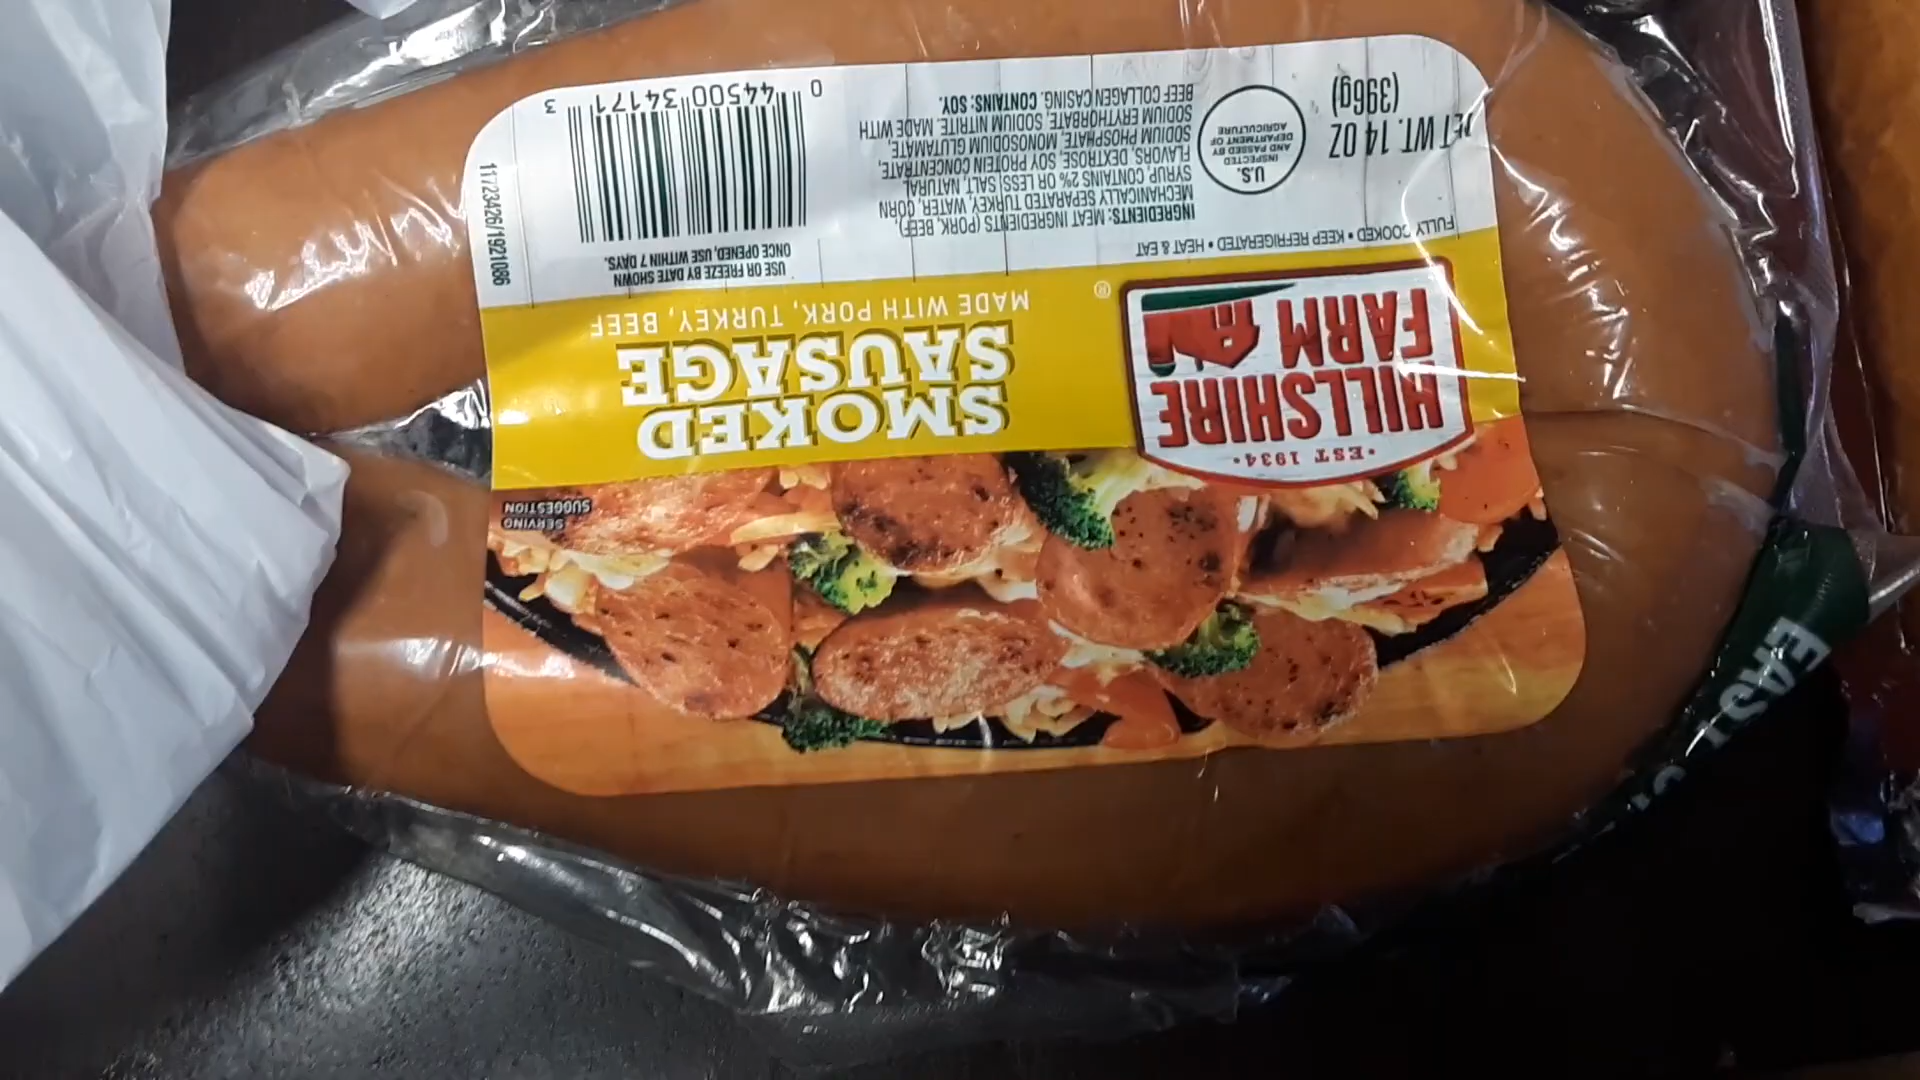 • EST 1934 •
HILLSHIRE
FARM
®
SMOKED
SAUSAGE
MADE WITH PORK, TURKEY, BEEF
SERVING
SUGGESTION
FULLY COOKED • KEEP REFRIGERATED • HEAT & EAT
NET WT. 14 OZ
(396g)
U.S.
INSPECTED
AND PASSED BY
DEPARTMENT OF
AGRICULTURE
INGREDIENTS: MEAT INGREDIENTS (PORK, BEEF),
MECHANICALLY SEPARATED TURKEY, WATER, CORN
SYRUP, CONTAINS 2% OR LESS: SALT, NATURAL
FLAVORS, DEXTROSE, SOY PROTEIN CONCENTRATE,
SODIUM PHOSPHATE, MONOSODIUM GLUTAMATE,
SODIUM ERYTHORBATE, SODIUM NITRITE. MADE WITH
BEEF COLLAGEN CASING. CONTAINS: SOY.
USE OR FREEZE BY DATE SHOWN
ONCE OPENED, USE WITHIN 7 DAYS.
0 44500 34171 3
11723426/1921086
EASY